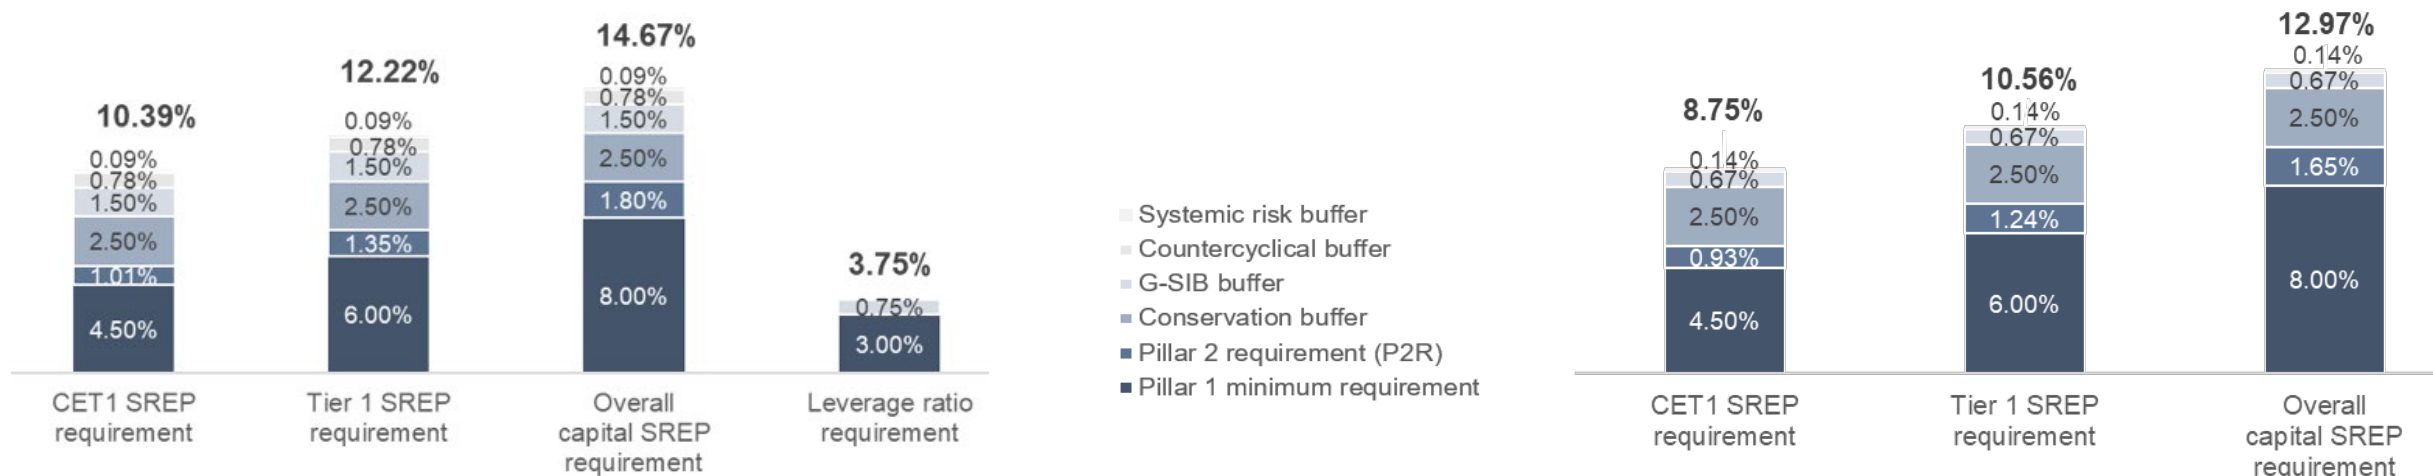 10.39%
0.09%
0.78%
1.50%
2.50%
1.01%
4.50%
CET1 SREP
requirement
12.22%
0.09%
0.78%
1.50%
2.50%
1.35%
6.00%
Tier 1 SREP
requirement
14.67%
0.09%
0.78%
1.50%
2.50%
1.80%
8.00%
Overall
capital SREP
requirement
3.75%
0.75%
3.00%
Leverage ratio
requirement
Systemic risk buffer
Countercyclical buffer
G-SIB buffer
Conservation buffer
Pillar 2 requirement (P2R)
Pillar 1 minimum requirement
8.75%
0.14%
0.67%
2.50%
0.93%
4.50%
CET1 SREP
requirement
10.56%
0.14%
0.67%
2.50%
1.24%
6.00%
Tier 1 SREP
requirement
12.97%
0.14%
0.67%
2.50%
1.65%
8.00%
Overall
capital SREP
requirement